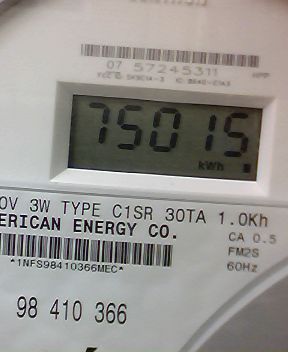 07 57245311
75015
kWh
0V 3W TYPE C1SR 30TA 1.0Kh
ERICAN ENERGY CO.
CA 0.5
FM2S
60Hz
*1NFS98410366MEC*
98 410 366